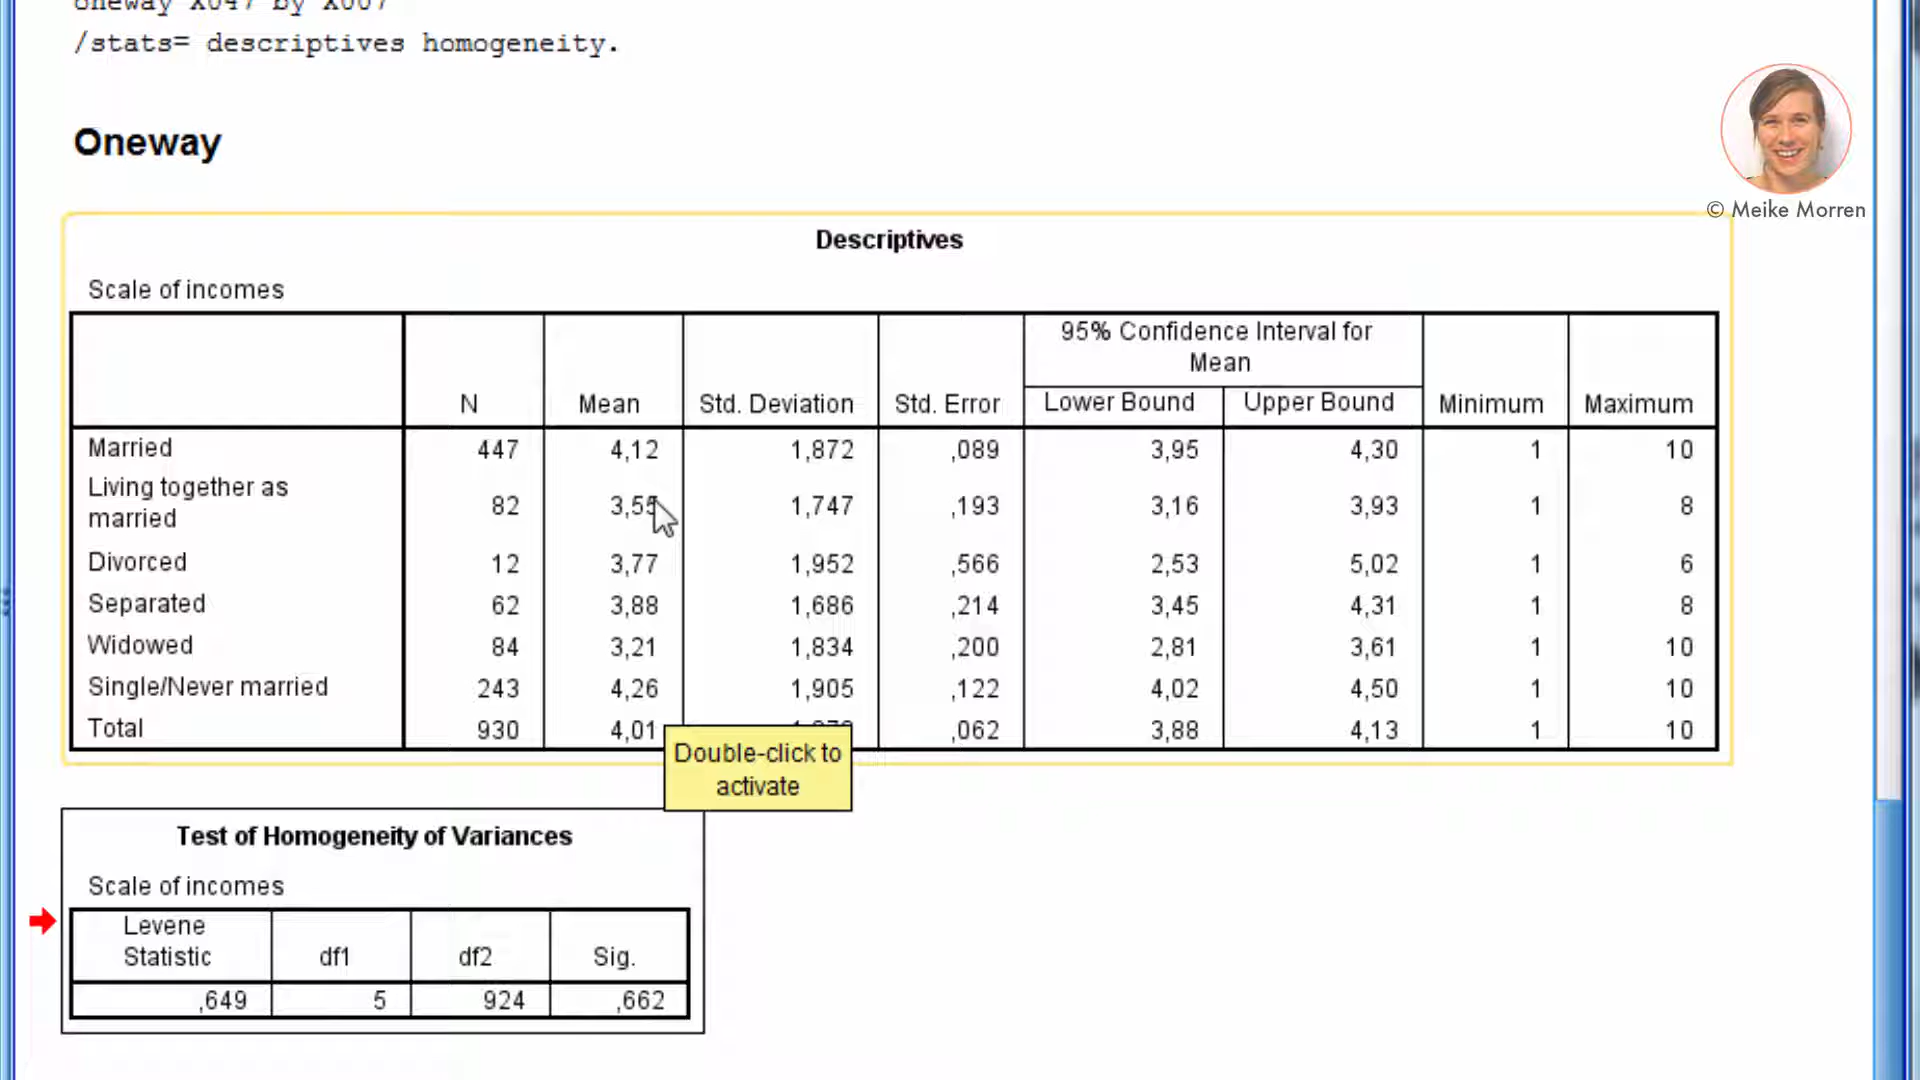 oneway x047 by x007
/stats= descriptives homogeneity.
Oneway
© Meike Morren
Descriptives
Scale of incomes
95% Confidence Interval for
Mean
N Mean Std. Deviation Std. Error Lower Bound Upper Bound Minimum Maximum
Married 447 4,12 1,872 ,089 3,95 4,30 1 10
Living together as
married 82 3,55 1,747 ,193 3,16 3,93 1 8
Divorced 12 3,77 1,952 ,566 2,53 5,02 1 6
Separated 62 3,88 1,686 ,214 3,45 4,31 1 8
Widowed 84 3,21 1,834 ,200 2,81 3,61 1 10
Single/Never married 243 4,26 1,905 ,122 4,02 4,50 1 10
Total 930 4,01 ,062 3,88 4,13 1 10
Double-click to
activate
Test of Homogeneity of Variances
Scale of incomes
Levene
Statistic df1 df2 Sig.
,649 5 924 ,662